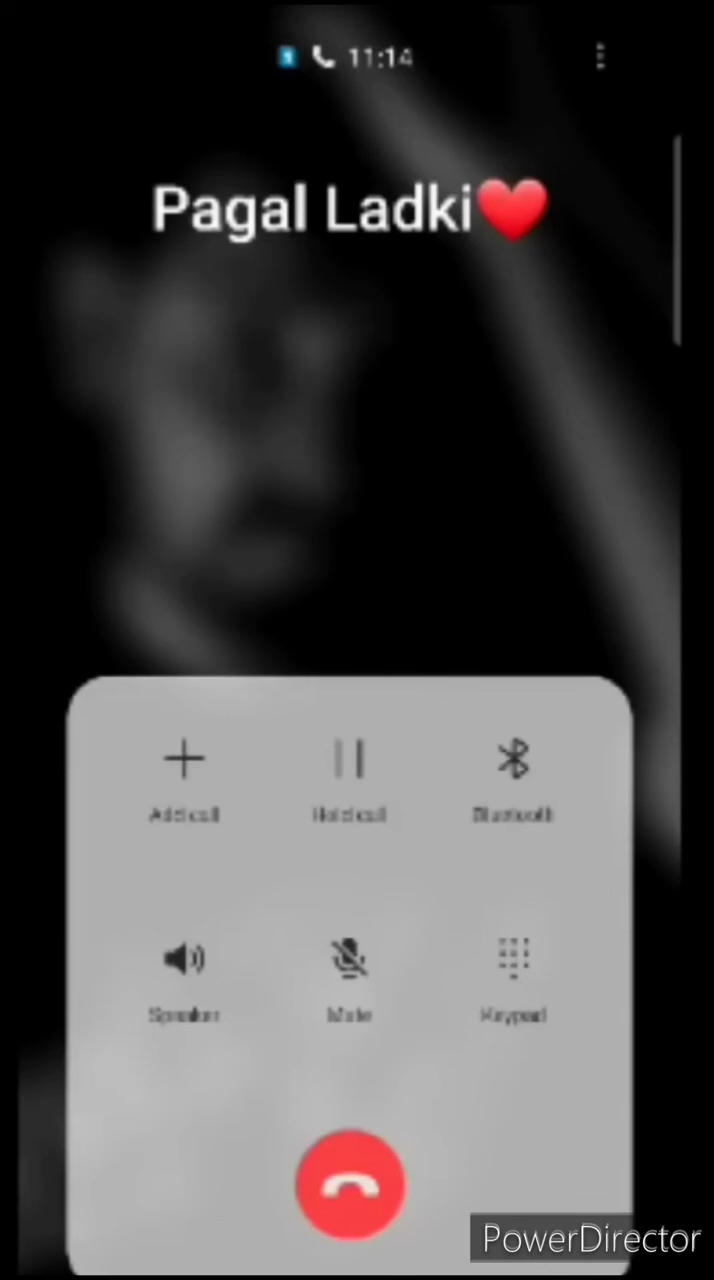 11:14
Pagal Ladki❤️
Add call Hold call Bluetooth
Speaker Mute Keypad
PowerDirector